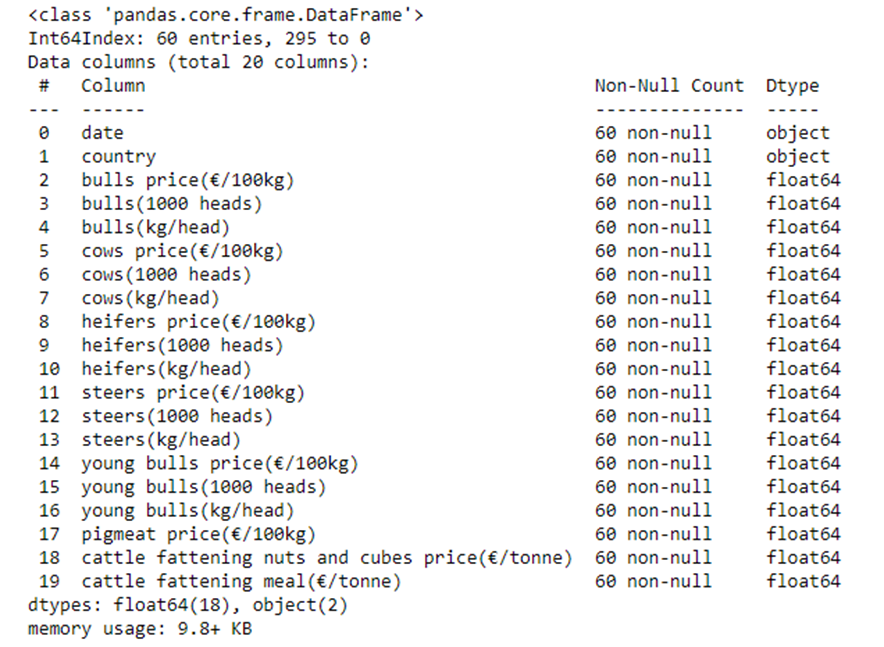 <class 'pandas.core.frame.DataFrame'>
Int64Index: 60 entries, 295 to 0
Data columns (total 20 columns):
 #   Column                                        Non-Null Count  Dtype
---  ------                                        --------------  -----
 0   date                                          60 non-null     object
 1   country                                       60 non-null     object
 2   bulls price(€/100kg)                          60 non-null     float64
 3   bulls(1000 heads)                             60 non-null     float64
 4   bulls(kg/head)                                60 non-null     float64
 5   cows price(€/100kg)                           60 non-null     float64
 6   cows(1000 heads)                              60 non-null     float64
 7   cows(kg/head)                                 60 non-null     float64
 8   heifers price(€/100kg)                        60 non-null     float64
 9   heifers(1000 heads)                           60 non-null     float64
 10  heifers(kg/head)                              60 non-null     float64
 11  steers price(€/100kg)                         60 non-null     float64
 12  steers(1000 heads)                            60 non-null     float64
 13  steers(kg/head)                               60 non-null     float64
 14  young bulls price(€/100kg)                    60 non-null     float64
 15  young bulls(1000 heads)                       60 non-null     float64
 16  young bulls(kg/head)                          60 non-null     float64
 17  pigmeat price(€/100kg)                        60 non-null     float64
 18  cattle fattening nuts and cubes price(€/tonne)  60 non-null     float64
 19  cattle fattening meal(€/tonne)                60 non-null     float64
dtypes: float64(18), object(2)
memory usage: 9.8+ KB